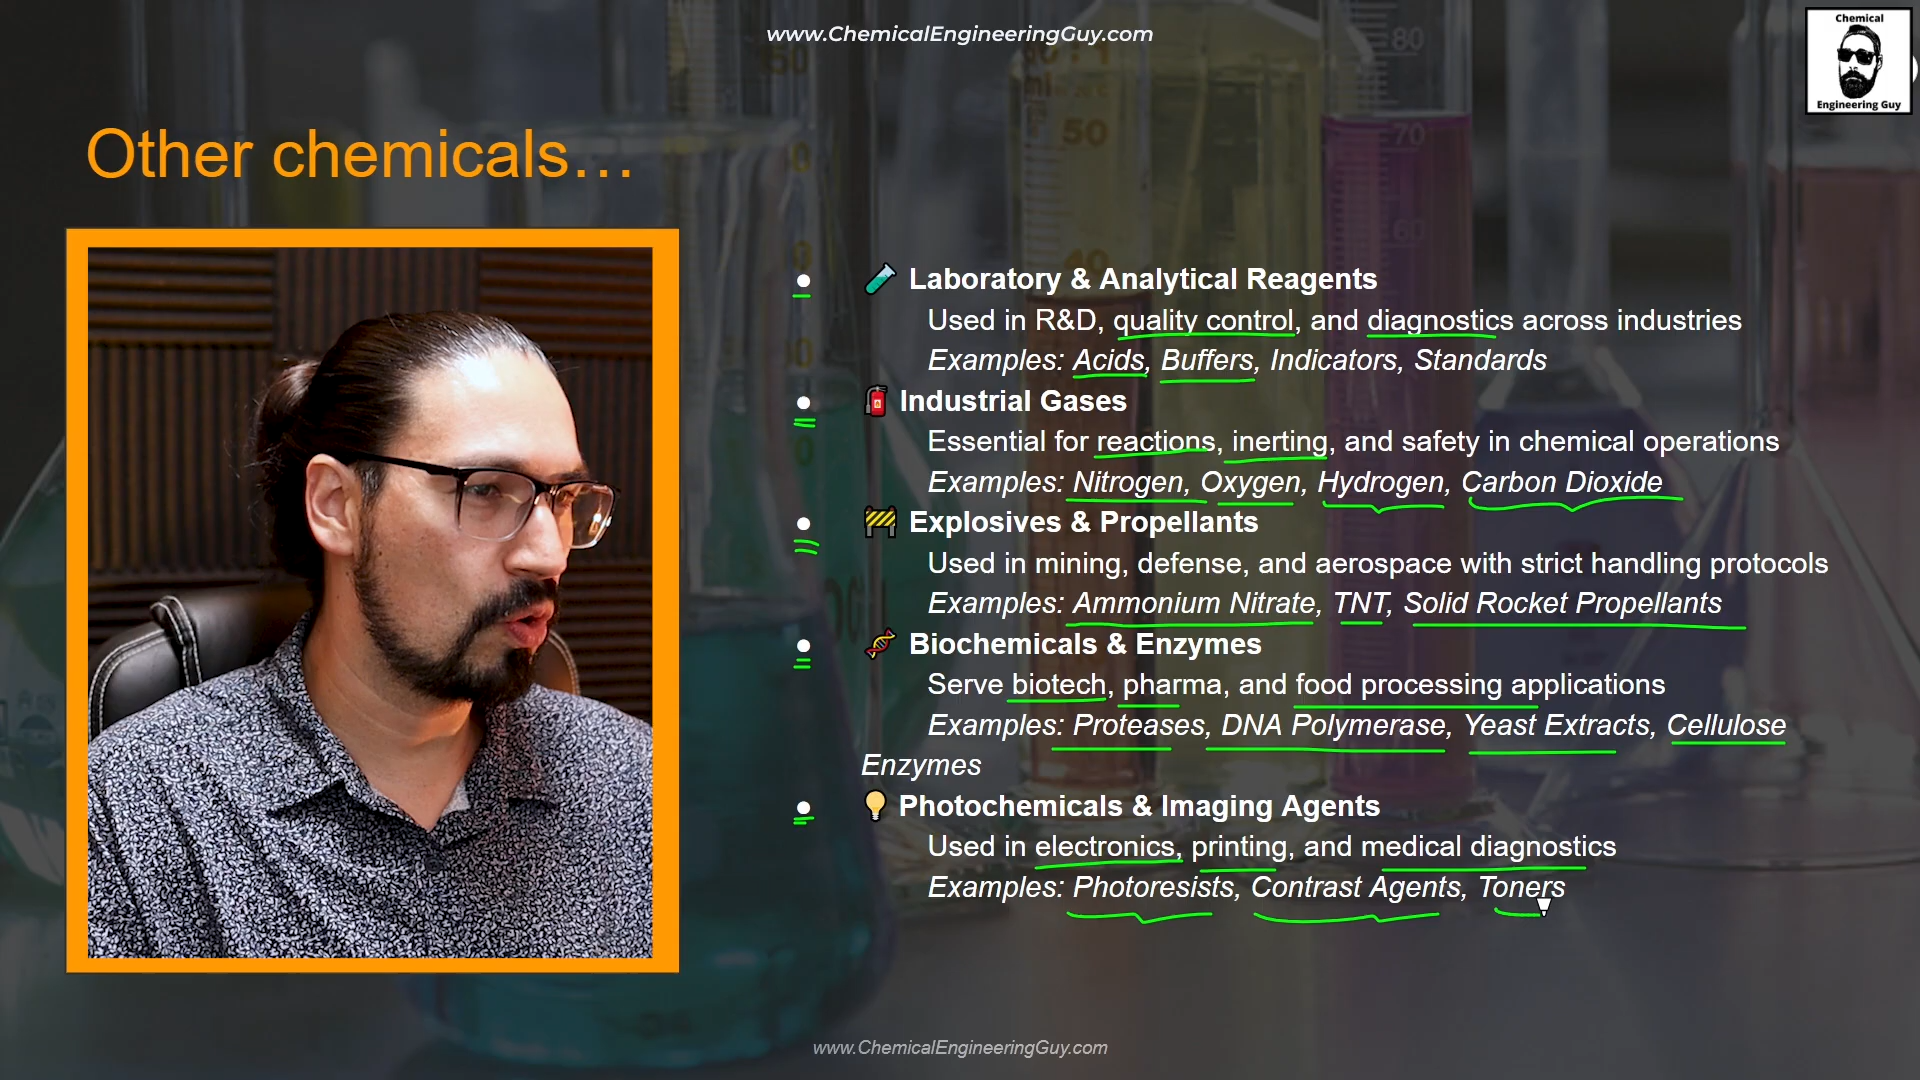 www.ChemicalEngineeringGuy.com
Chemical
Engineering Guy
Other chemicals...
Laboratory & Analytical Reagents
Used in R&D, quality control, and diagnostics across industries
Examples: Acids, Buffers, Indicators, Standards
Industrial Gases
Essential for reactions, inerting, and safety in chemical operations
Examples: Nitrogen, Oxygen, Hydrogen, Carbon Dioxide
Explosives & Propellants
Used in mining, defense, and aerospace with strict handling protocols
Examples: Ammonium Nitrate, TNT, Solid Rocket Propellants
Biochemicals & Enzymes
Serve biotech, pharma, and food processing applications
Examples: Proteases, DNA Polymerase, Yeast Extracts, Cellulose
Enzymes
Photochemicals & Imaging Agents
Used in electronics, printing, and medical diagnostics
Examples: Photoresists, Contrast Agents, Toners
www.ChemicalEngineeringGuy.com
80
50
70
60
40